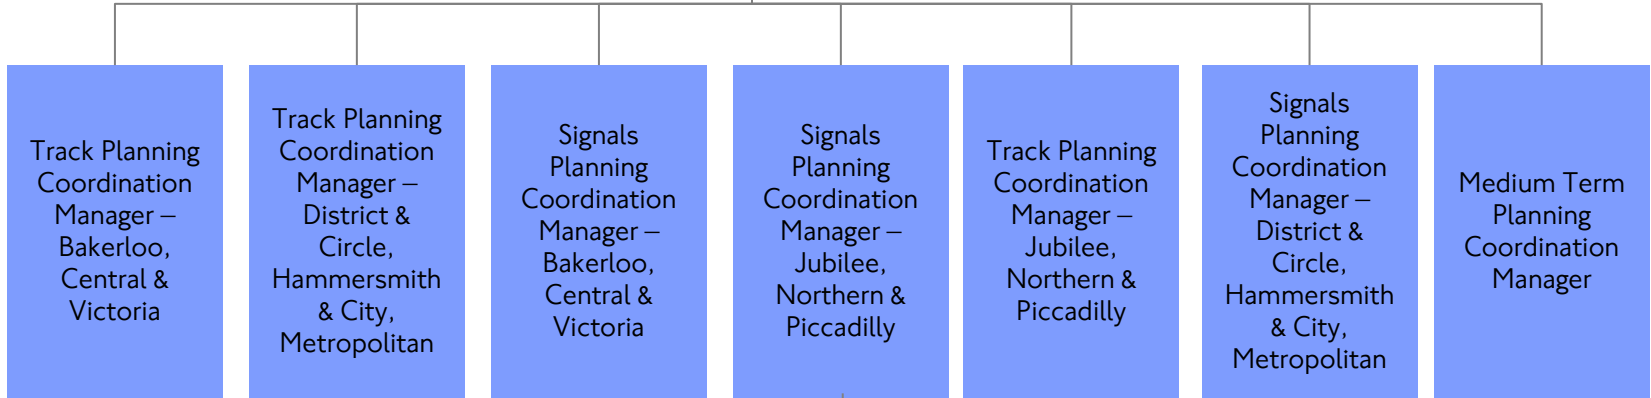 Track Planning
Coordination
Manager –
Bakerloo,
Central &
Victoria
Track Planning
Coordination
Manager –
District &
Circle,
Hammersmith
& City,
Metropolitan
Signals
Planning
Coordination
Manager –
Bakerloo,
Central &
Victoria
Signals
Planning
Coordination
Manager –
Jubilee,
Northern &
Piccadilly
Track Planning
Coordination
Manager –
Jubilee,
Northern &
Piccadilly
Signals
Planning
Coordination
Manager –
District &
Circle,
Hammersmith
& City,
Metropolitan
Medium Term
Planning
Coordination
Manager